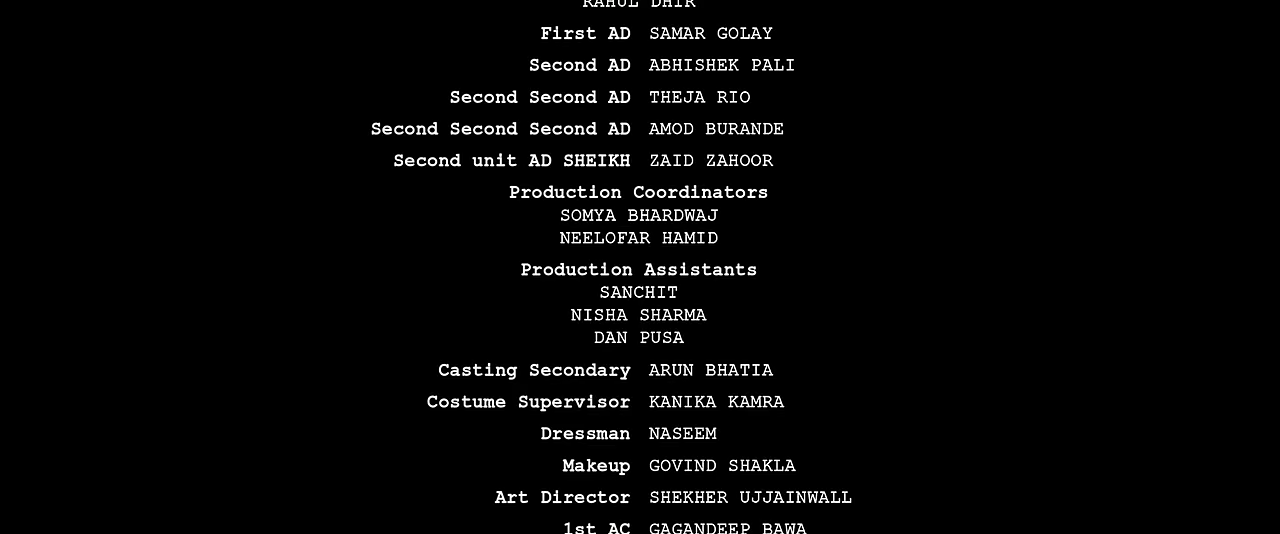 RAHUL DHIR
First AD SAMAR GOLAY
Second AD ABHISHEK PALI
Second Second AD THEJA RIO
Second Second Second AD AMOD BURANDE
Second unit AD SHEIKH ZAID ZAHOOR
Production Coordinators
SOMYA BHARDWAJ
NEELOFAR HAMID
Production Assistants
SANCHIT
NISHA SHARMA
DAN PUSA
Casting Secondary ARUN BHATIA
Costume Supervisor KANIKA KAMRA
Dressman NASEEM
Makeup GOVIND SHAKLA
Art Director SHEKHER UJJAINWALL
1st AC GAGANDEEP BAWA